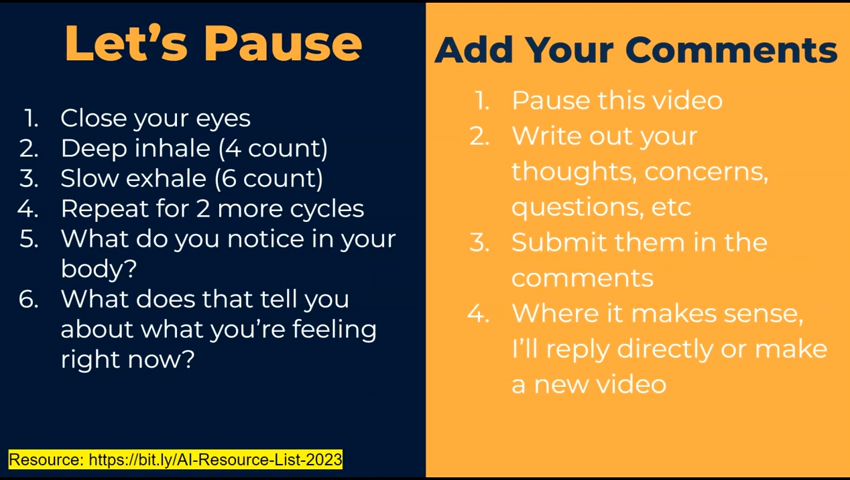 Let's Pause
1. Close your eyes
2. Deep inhale (4 count)
3. Slow exhale (6 count)
4. Repeat for 2 more cycles
5. What do you notice in your
body?
6. What does that tell you
about what you're feeling
right now?
Resource: https://bit.ly/AI-Resource-List-2023
Add Your Comments
1. Pause this video
2. Write out your
thoughts, concerns,
questions, etc
3. Submit them in the
comments
4. Where it makes sense,
I'll reply directly or make
a new video